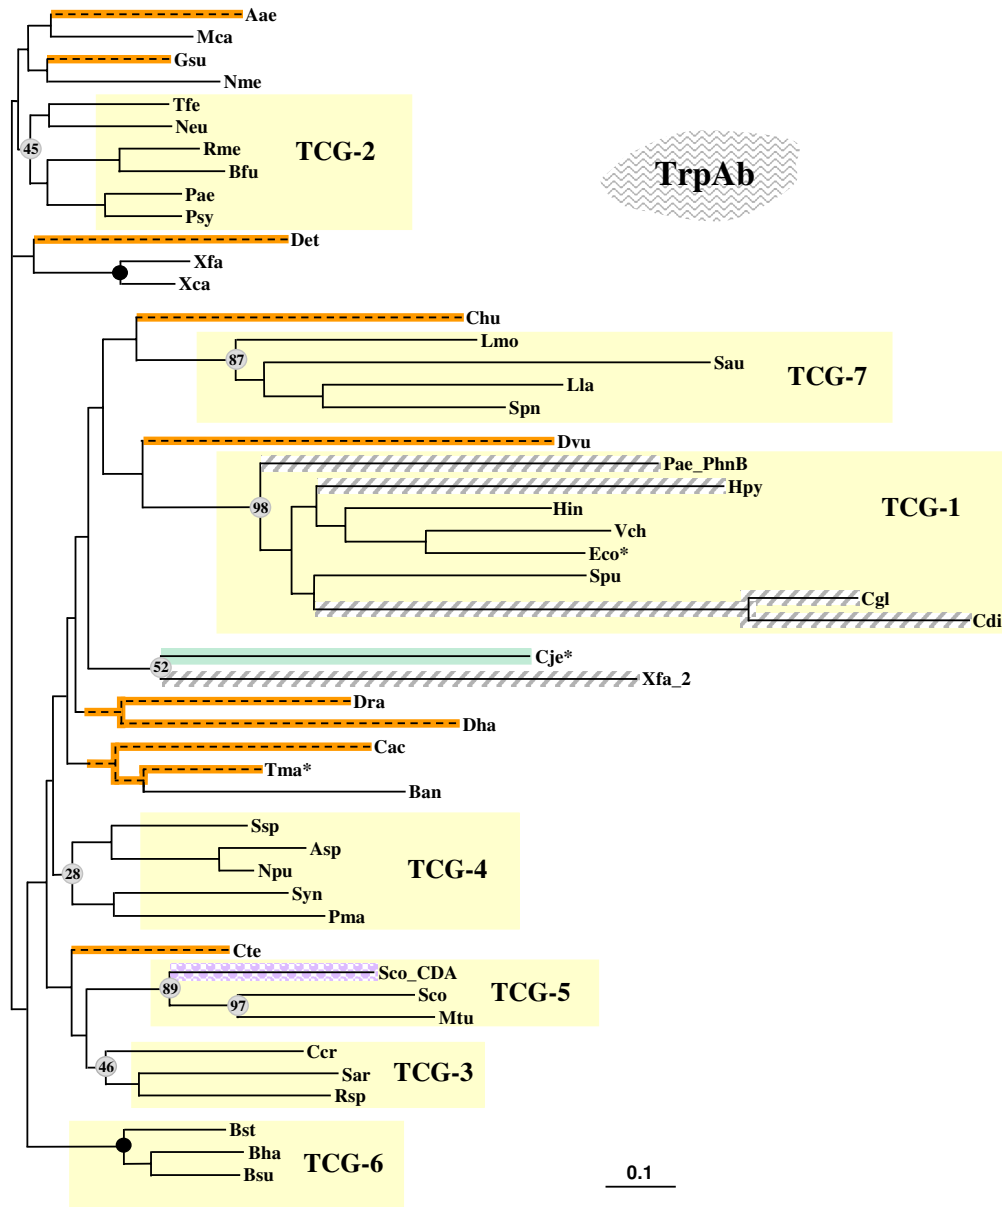 Aae
Mca
Gsu
Nme
Tfe
Neu
45
Rme
TCG-2
Bfu
TrpAb
Pae
Psy
Det
Xfa
Xca
Chu
Lmo
87
Sau
TCG-7
Lla
Spn
Dvu
Pae_PhnB
Hpy
98
Hin
TCG-1
Vch
Eco*
Spu
Cgl
Cdi
Cje*
52
Xfa_2
Dra
Dha
Cac
Tma*
Ban
Ssp
Asp
28
Npu
TCG-4
Syn
Pma
Cte
Sco_CDA
89
Sco
TCG-5
97
Mtu
Ccr
46
Sar
TCG-3
Rsp
Bst
Bha
TCG-6
Bsu
0.1